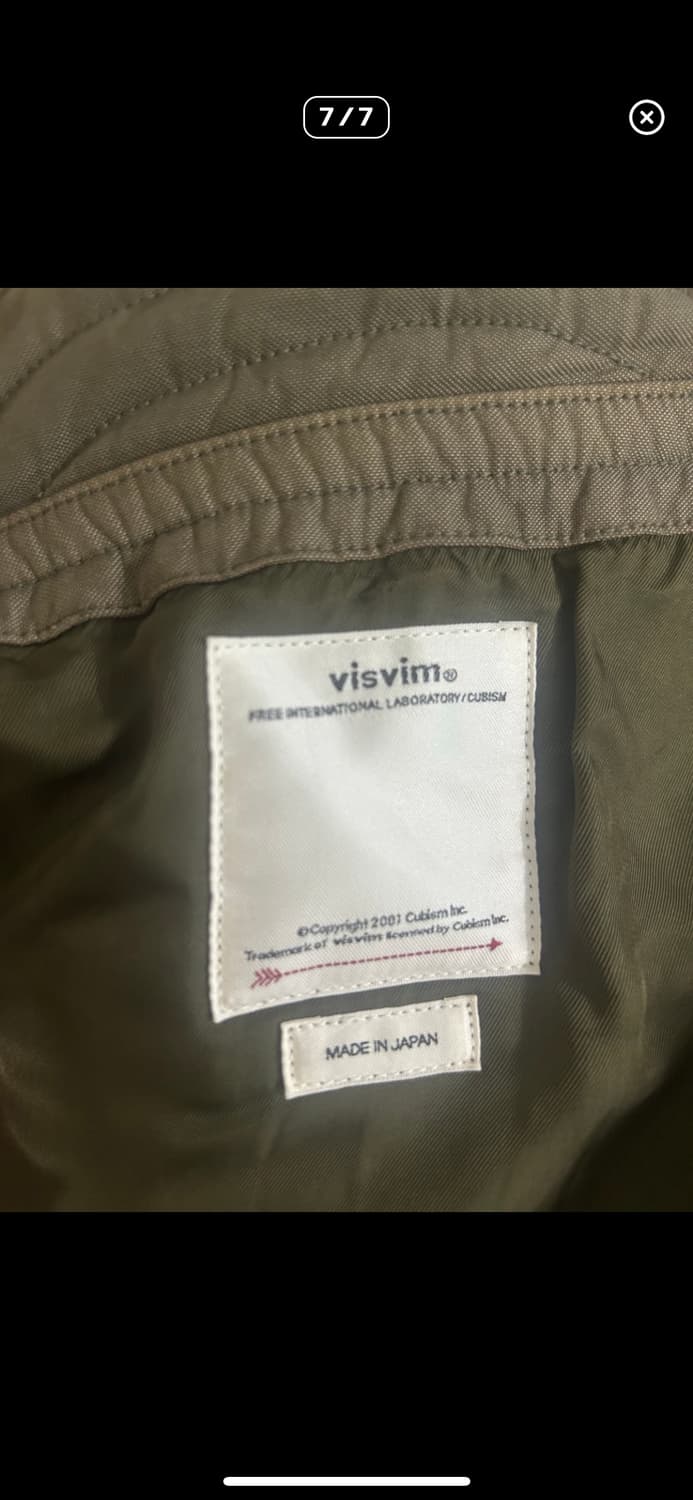 7/7
visvim®
FREE INTERNATIONAL LABORATORY/CUBISM
©Copyright 2001 Cubism Inc.
Trademark of visvim licensed by Cubism Inc.
MADE IN JAPAN